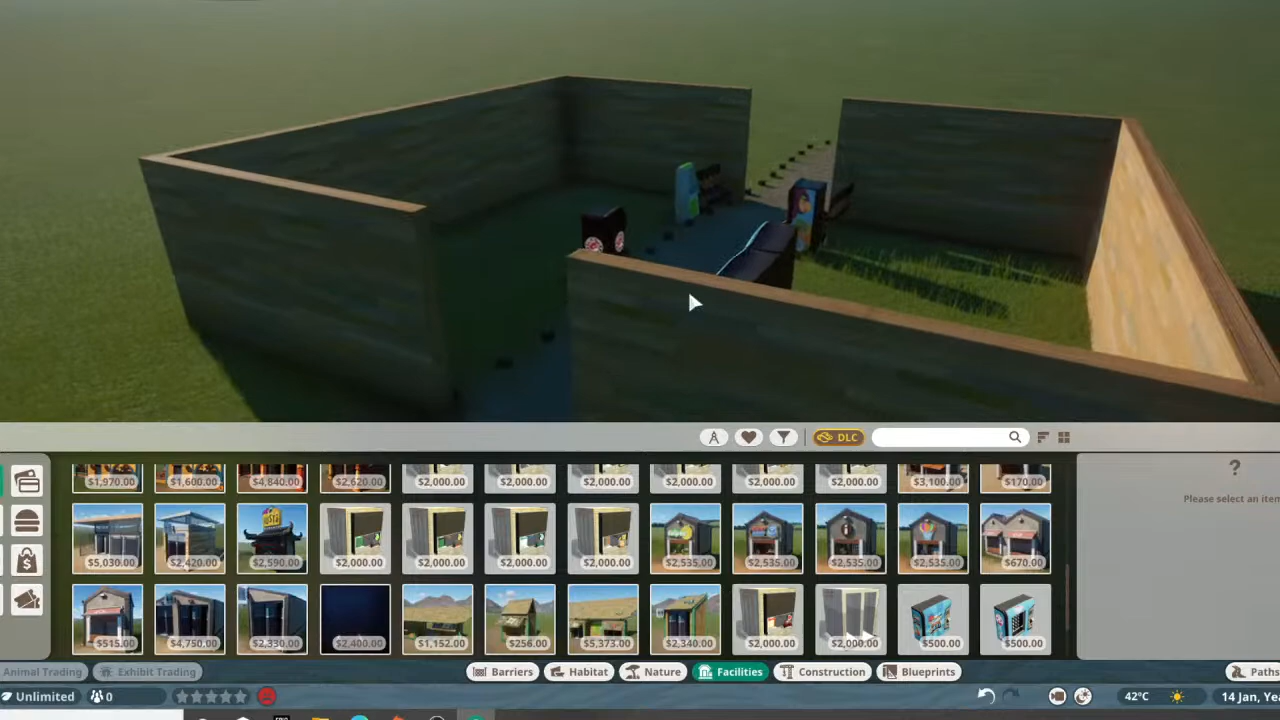 DLC
$1,970.00 $1,600.00 $4,840.00 $2,620.00 $2,000.00 $2,000.00 $2,000.00 $2,000.00 $2,000.00 $2,000.00 $3,100.00 $170.00
?
Please select an item
$5,030.00 $2,420.00 $2,590.00 $2,000.00 $2,000.00 $2,000.00 $2,000.00 $2,535.00 $2,535.00 $2,535.00 $2,535.00 $670.00
$515.00 $4,750.00 $2,330.00 $2,400.00 $1,152.00 $256.00 $5,373.00 $2,340.00 $2,000.00 $2,000.00 $500.00 $500.00
Animal Trading Exhibit Trading Barriers Habitat Nature Facilities Construction Blueprints Paths
Unlimited 0 42°C 14 Jan, Yea